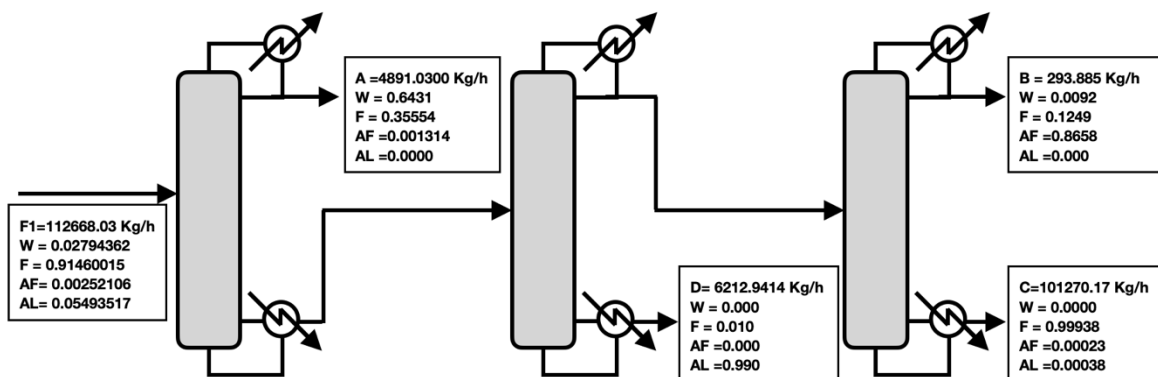 F1=112668.03 Kg/h
W = 0.02794362
F = 0.91460015
AF= 0.00252106
AL= 0.05493517
A =4891.0300 Kg/h
W = 0.6431
F = 0.35554
AF =0.001314
AL =0.0000
D= 6212.9414 Kg/h
W = 0.000
F = 0.010
AF = 0.000
AL = 0.990
B = 293.885 Kg/h
W = 0.0092
F = 0.1249
AF = 0.8658
AL = 0.000
C=101270.17 Kg/h
W = 0.0000
F = 0.99938
AF = 0.00023
AL = 0.00038